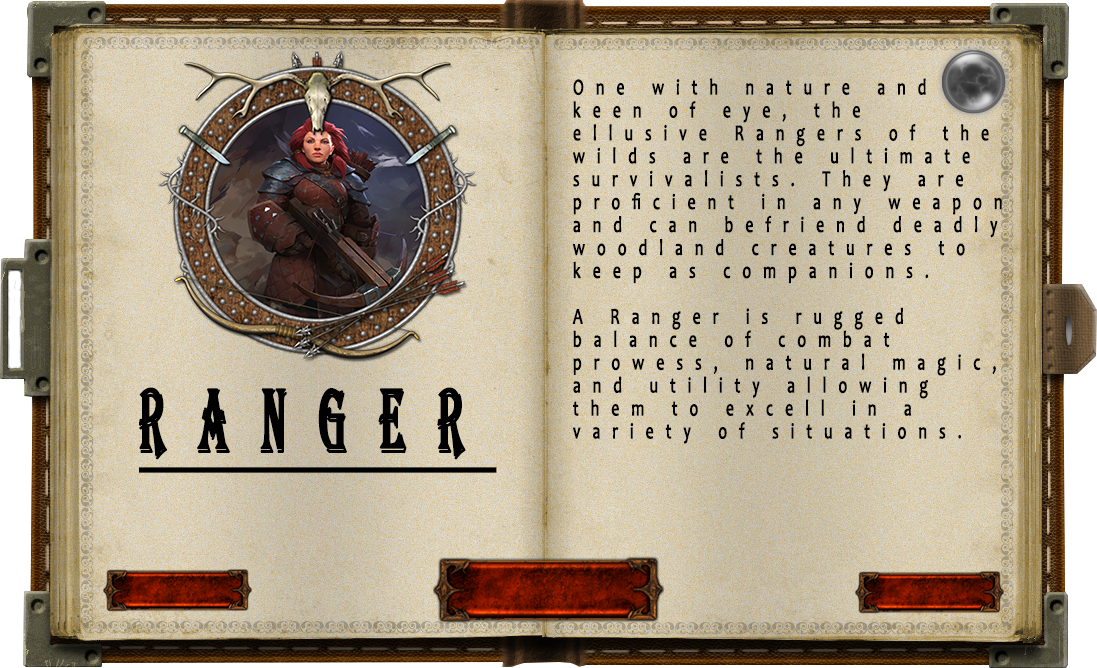 RANGER
One with nature and
keen of eye, the
ellusive Rangers of the
wilds are the ultimate
survivalists. They are
proficient in any weapon
and can befriend deadly
woodland creatures to
keep as companions.
A Ranger is rugged
balance of combat
prowess, natural magic,
and utility allowing
them to excell in a
variety of situations.